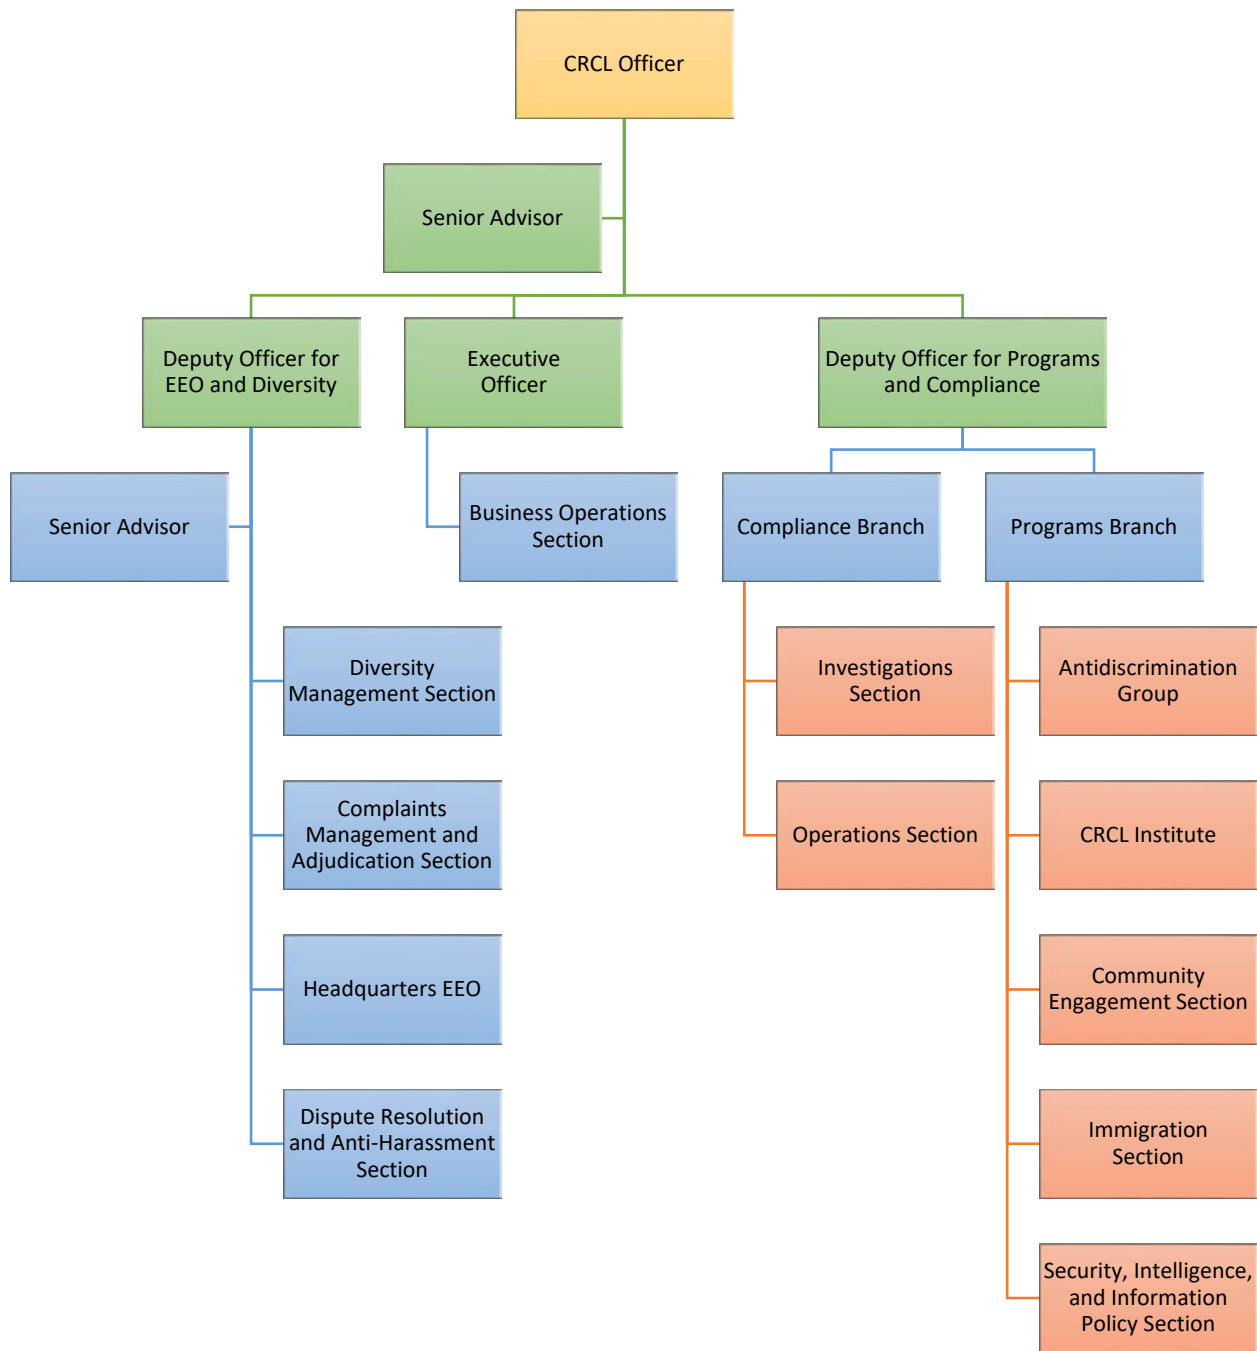 CRCL Officer
Senior Advisor
Deputy Officer for
EEO and Diversity
Executive
Officer
Deputy Officer for Programs
and Compliance
Senior Advisor
Business Operations
Section
Compliance Branch
Programs Branch
Diversity
Management Section
Investigations
Section
Antidiscrimination
Group
Complaints
Management and
Adjudication Section
Operations Section
CRCL Institute
Headquarters EEO
Community
Engagement Section
Dispute Resolution
and Anti-Harassment
Section
Immigration
Section
Security, Intelligence,
and Information
Policy Section